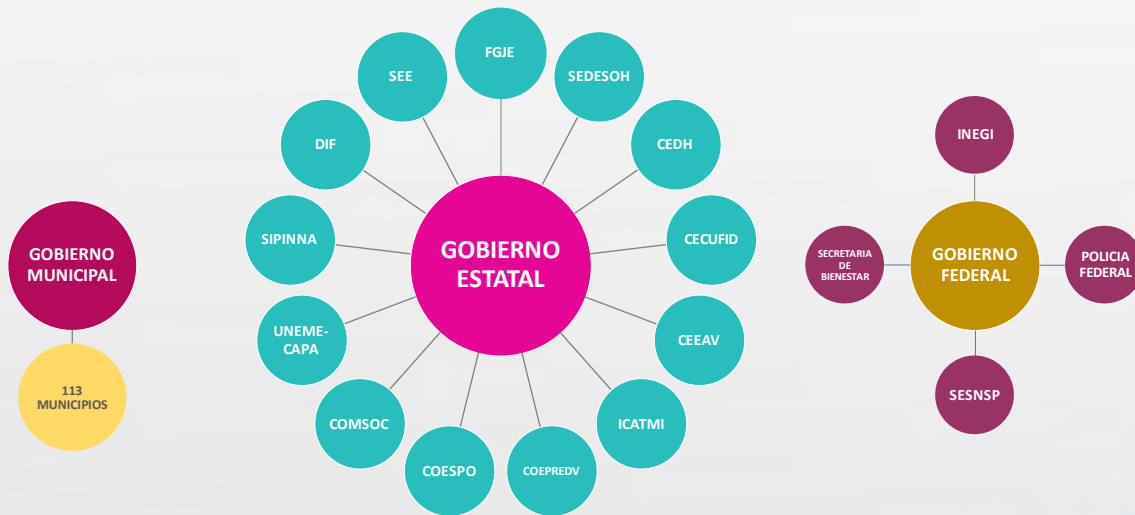 GOBIERNO
MUNICIPAL
113
MUNICIPIOS
GOBIERNO
ESTATAL
FGJE
SEDESOH
CEDH
CECUFID
CEEAV
ICATMI
COEPREDV
COESPO
COMSOC
UNEME-
CAPA
SIPINNA
DIF
SEE
GOBIERNO
FEDERAL
INEGI
POLICIA
FEDERAL
SESNSP
SECRETARIA
DE
BIENESTAR